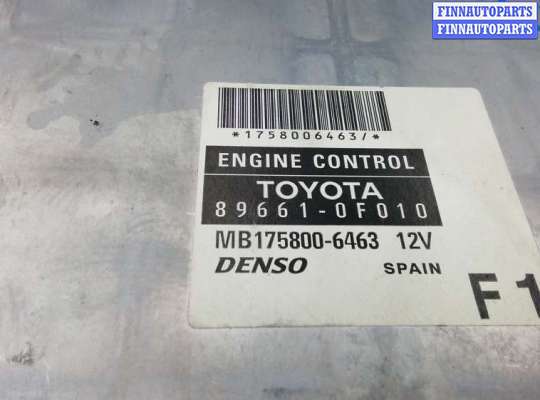 FINNAUTOPARTS
FINNAUTOPARTS
*1758006463/*
ENGINE CONTROL
TOYOTA
89661-0F010
MB175800-6463 12V
DENSO SPAIN
F1